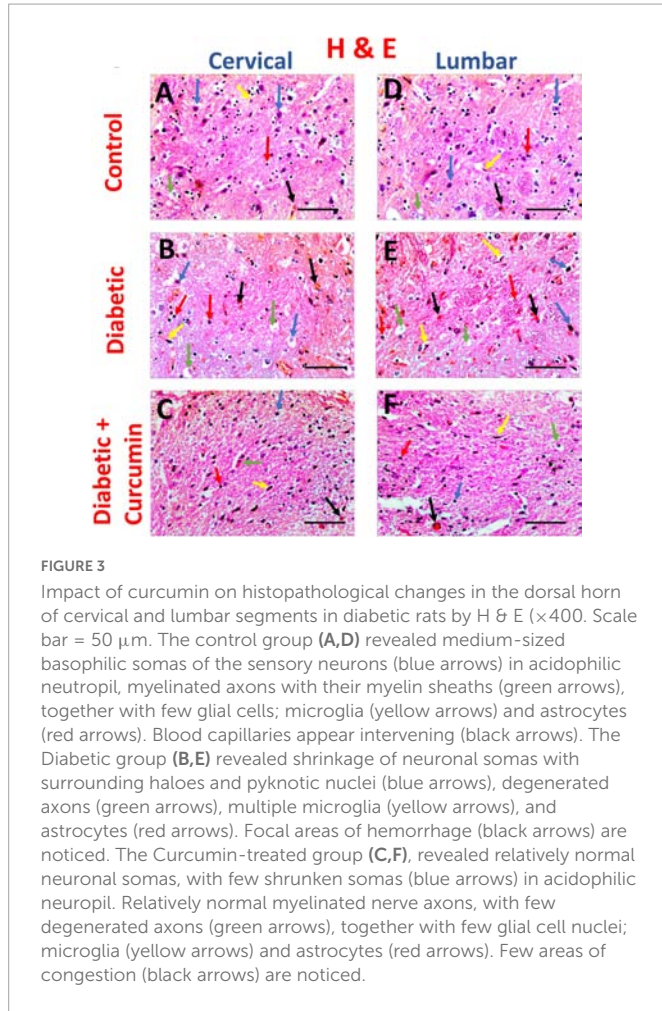 H & E
Cervical Lumbar
Control
A
D
Diabetic
B
E
Diabetic +
Curcumin
C
F
FIGURE 3
Impact of curcumin on histopathological changes in the dorsal horn
of cervical and lumbar segments in diabetic rats by H & E (×400. Scale
bar = 50 μm. The control group (A,D) revealed medium-sized
basophilic somas of the sensory neurons (blue arrows) in acidophilic
neutropil, myelinated axons with their myelin sheaths (green arrows),
together with few glial cells; microglia (yellow arrows) and astrocytes
(red arrows). Blood capillaries appear intervening (black arrows). The
Diabetic group (B,E) revealed shrinkage of neuronal somas with
surrounding haloes and pyknotic nuclei (blue arrows), degenerated
axons (green arrows), multiple microglia (yellow arrows), and
astrocytes (red arrows). Focal areas of hemorrhage (black arrows) are
noticed. The Curcumin-treated group (C,F), revealed relatively normal
neuronal somas, with few shrunken somas (blue arrows) in acidophilic
neuropil. Relatively normal myelinated nerve axons, with few
degenerated axons (green arrows), together with few glial cell nuclei;
microglia (yellow arrows) and astrocytes (red arrows). Few areas of
congestion (black arrows) are noticed.